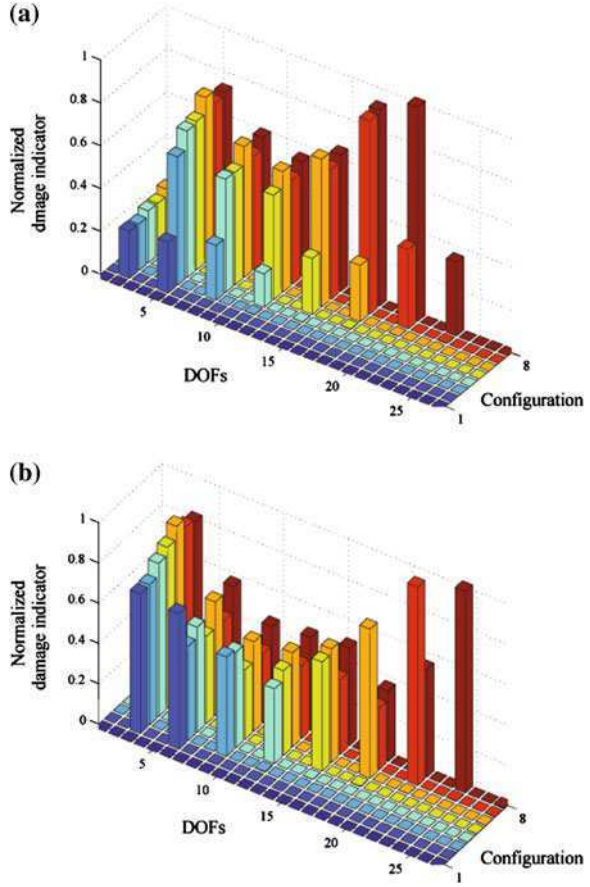 (a)
1
0.8
0.6
0.4
0.2
0
Normalized
dmage indicator
5
10
15
20
25
DOFs
8
1
Configuration
(b)
1
0.8
0.6
0.4
0.2
0
Normalized
damage indicator
5
10
15
20
25
DOFs
8
1
Configuration